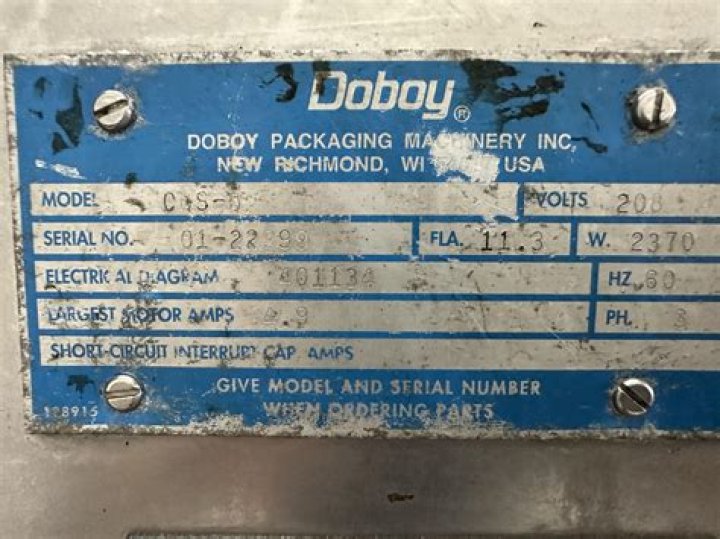 Doboy
DOBOY PACKAGING MACHINERY INC,
NEW RICHMOND, WI USA
MODEL VOLTS 208
SERIAL NO. FLA. 11.3 W. 2370
ELECTRICAL DIAGRAM 401134 HZ 60
LARGEST MOTOR AMPS PH. 3
SHORT-CIRCUIT INTERRUPT CAP. AMPS
GIVE MODEL AND SERIAL NUMBER
WHEN ORDERING PARTS